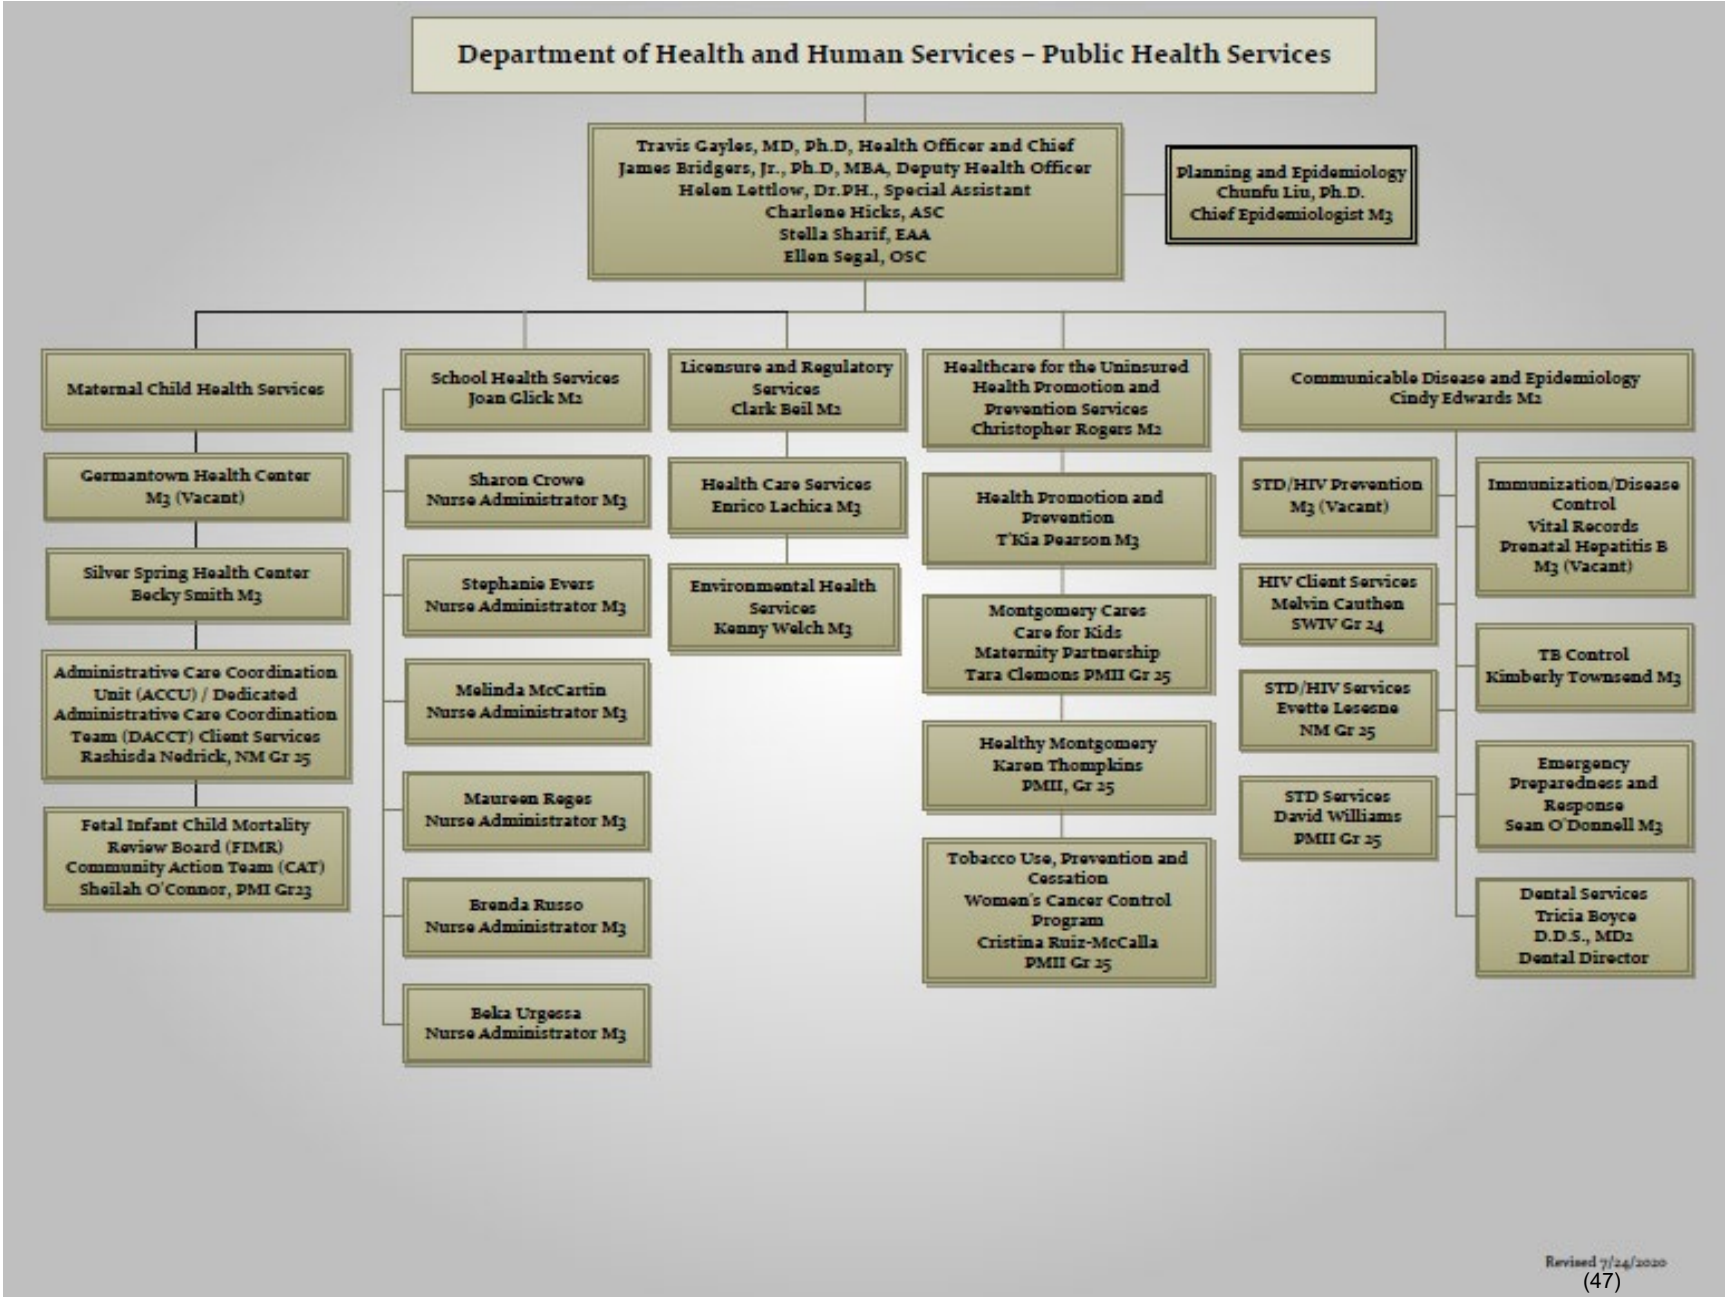 Department of Health and Human Services – Public Health Services
Travis Gayles, MD, Ph.D, Health Officer and Chief
James Bridgers, Jr., Ph.D, MBA, Deputy Health Officer
Helen Lettlow, Dr.PH., Special Assistant
Charlene Hicks, ASC
Stella Sharif, EAA
Ellen Segal, OSC
Planning and Epidemiology
Chunfu Liu, Ph.D.
Chief Epidemiologist M3
Maternal Child Health Services
Germantown Health Center
M3 (Vacant)
Silver Spring Health Center
Becky Smith M3
Administrative Care Coordination
Unit (ACCU) / Dedicated
Administrative Care Coordination
Team (DACCT) Client Services
Rashisda Nedrick, NM Gr 25
Fetal Infant Child Mortality
Review Board (FIMR)
Community Action Team (CAT)
Sheilah O'Connor, PMI Gr23
School Health Services
Joan Glick M2
Sharon Crowe
Nurse Administrator M3
Stephanie Evers
Nurse Administrator M3
Melinda McCartin
Nurse Administrator M3
Maureen Reges
Nurse Administrator M3
Brenda Russo
Nurse Administrator M3
Beka Urgessa
Nurse Administrator M3
Licensure and Regulatory
Services
Clark Beil M2
Health Care Services
Enrico Lachica M3
Environmental Health
Services
Kenny Welch M3
Healthcare for the Uninsured
Health Promotion and
Prevention Services
Christopher Rogers M2
Health Promotion and
Prevention
T'Kia Pearson M3
Montgomery Cares
Care for Kids
Maternity Partnership
Tara Clemons PMII Gr 25
Healthy Montgomery
Karen Thompkins
PMII, Gr 25
Tobacco Use, Prevention and
Cessation
Women's Cancer Control
Program
Cristina Ruiz-McCalla
PMII Gr 25
Communicable Disease and Epidemiology
Cindy Edwards M2
STD/HIV Prevention
M3 (Vacant)
HIV Client Services
Melvin Cauthen
SWIV Gr 24
STD/HIV Services
Evette Lesesne
NM Gr 25
STD Services
David Williams
PMII Gr 25
Immunization/Disease
Control
Vital Records
Prenatal Hepatitis B
M3 (Vacant)
TB Control
Kimberly Townsend M3
Emergency
Preparedness and
Response
Sean O'Donnell M3
Dental Services
Tricia Boyce
D.D.S., MD2
Dental Director
Revised 7/24/2020
(47)